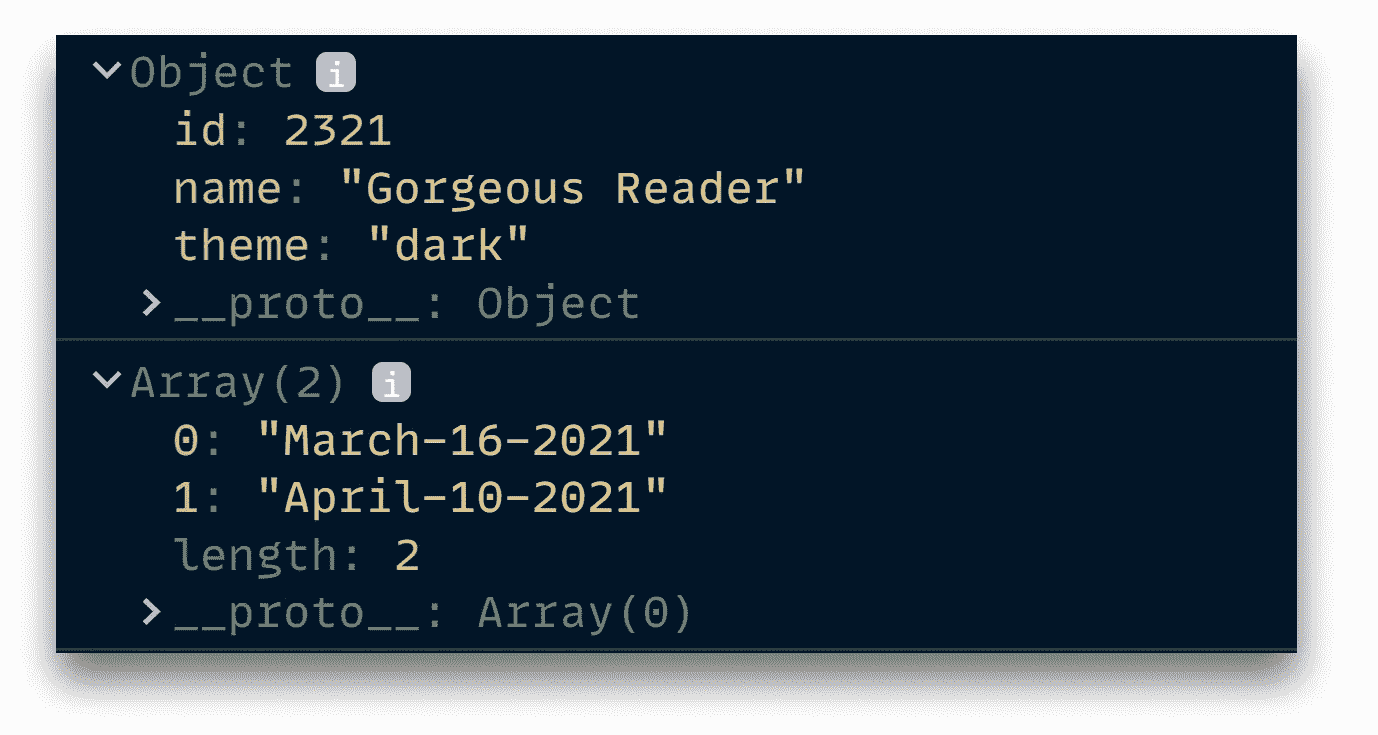 Object i
id: 2321
name: "Gorgeous Reader"
theme: "dark"
__proto__: Object
Array(2) i
0: "March-16-2021"
1: "April-10-2021"
length: 2
__proto__: Array(0)